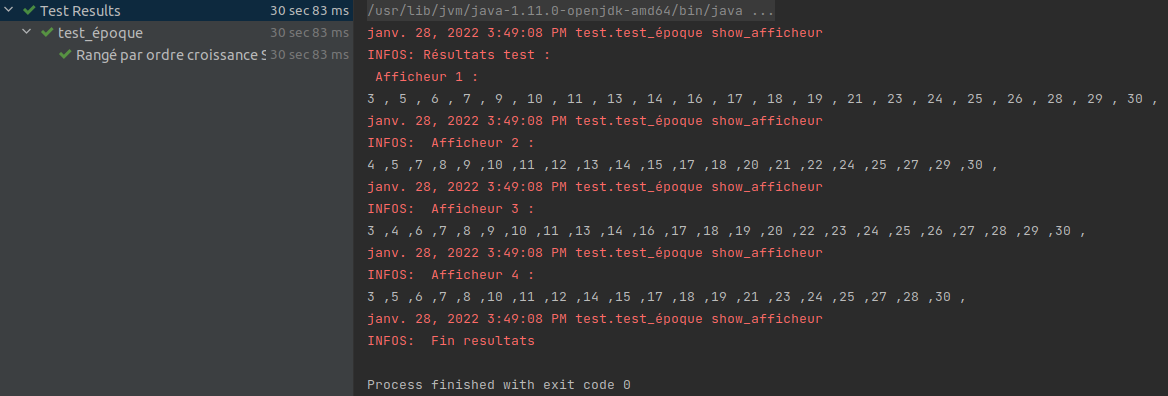 Test Results 30 sec 83 ms
test_époque 30 sec 83 ms
Rangé par ordre croissance S 30 sec 83 ms
/usr/lib/jvm/java-1.11.0-openjdk-amd64/bin/java ...
janv. 28, 2022 3:49:08 PM test.test_époque show_afficheur
INFOS: Résultats test :
Afficheur 1 :
3 , 5 , 6 , 7 , 9 , 10 , 11 , 13 , 14 , 16 , 17 , 18 , 19 , 21 , 23 , 24 , 25 , 26 , 28 , 29 , 30 ,
janv. 28, 2022 3:49:08 PM test.test_époque show_afficheur
INFOS:  Afficheur 2 :
4 ,5 ,7 ,8 ,9 ,10 ,11 ,12 ,13 ,14 ,15 ,17 ,18 ,20 ,21 ,22 ,24 ,25 ,27 ,29 ,30 ,
janv. 28, 2022 3:49:08 PM test.test_époque show_afficheur
INFOS:  Afficheur 3 :
3 ,4 ,6 ,7 ,8 ,9 ,10 ,11 ,13 ,14 ,16 ,17 ,18 ,19 ,20 ,22 ,23 ,24 ,25 ,26 ,27 ,28 ,29 ,30 ,
janv. 28, 2022 3:49:08 PM test.test_époque show_afficheur
INFOS:  Afficheur 4 :
3 ,5 ,6 ,7 ,8 ,10 ,11 ,12 ,14 ,15 ,17 ,18 ,19 ,21 ,23 ,24 ,25 ,27 ,28 ,30 ,
janv. 28, 2022 3:49:08 PM test.test_époque show_afficheur
INFOS:  Fin resultats
Process finished with exit code 0